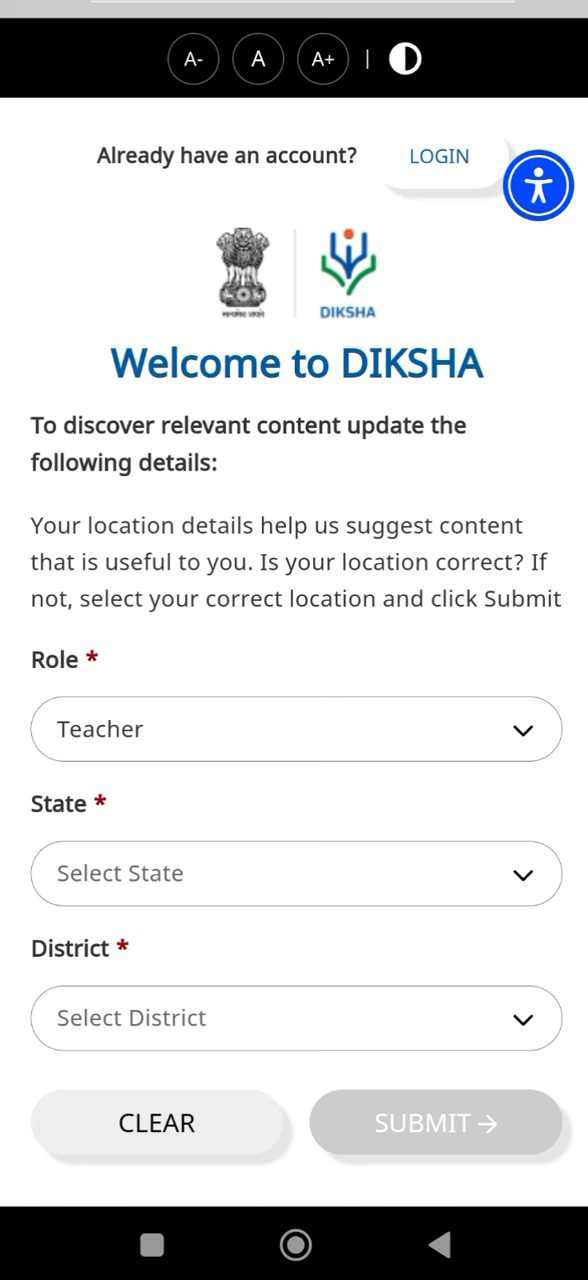 A- A A+ |
Already have an account? LOGIN
DIKSHA
Welcome to DIKSHA
To discover relevant content update the
following details:
Your location details help us suggest content
that is useful to you. Is your location correct? If
not, select your correct location and click Submit
Role *
Teacher
State *
Select State
District *
Select District
CLEAR SUBMIT →